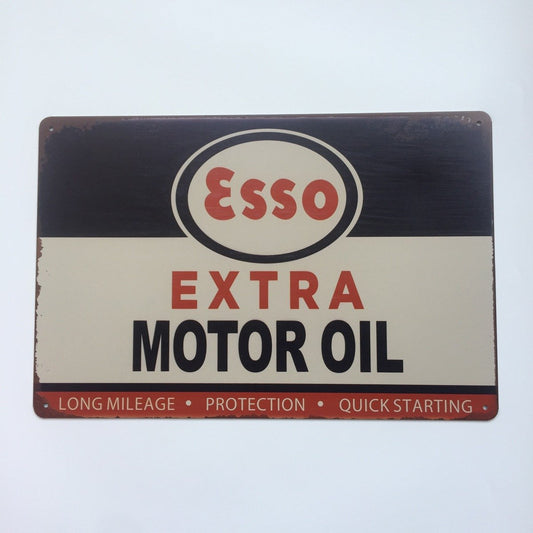 Esso
EXTRA
MOTOR OIL
LONG MILEAGE • PROTECTION • QUICK STARTING